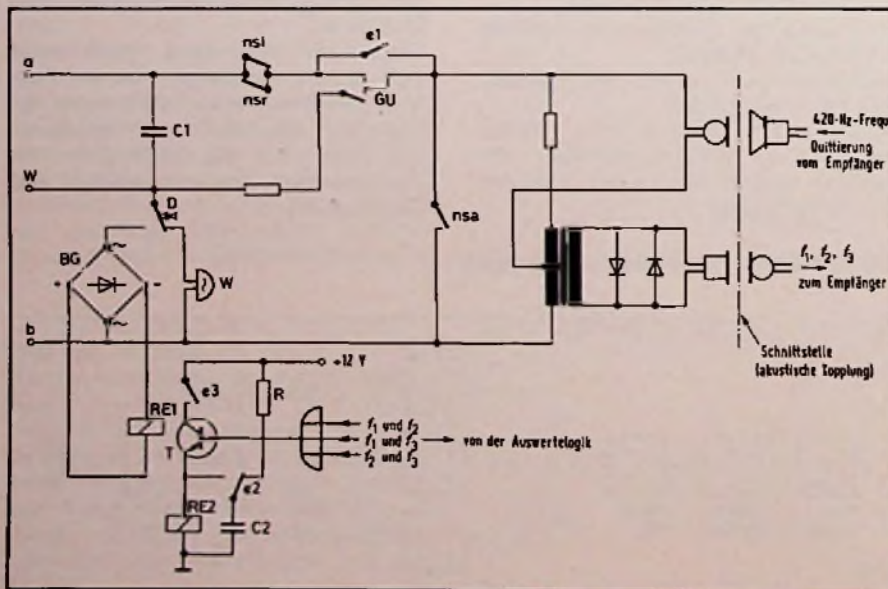 a
nsl
nsr
e1
GU
C1
W
D
BG
~
+
-
~
W
b
nsa
420-Hz-Frequ
Quittierung
vom Empfänger
f₁, f₂, f₃
zum Empfänger
Schnittstelle
(akustische Kopplung)
+12 V
e3
R
RE1
T
f₁ und f₂
f₁ und f₃
f₂ und f₃
von der Auswertelogik
e2
RE2
C2